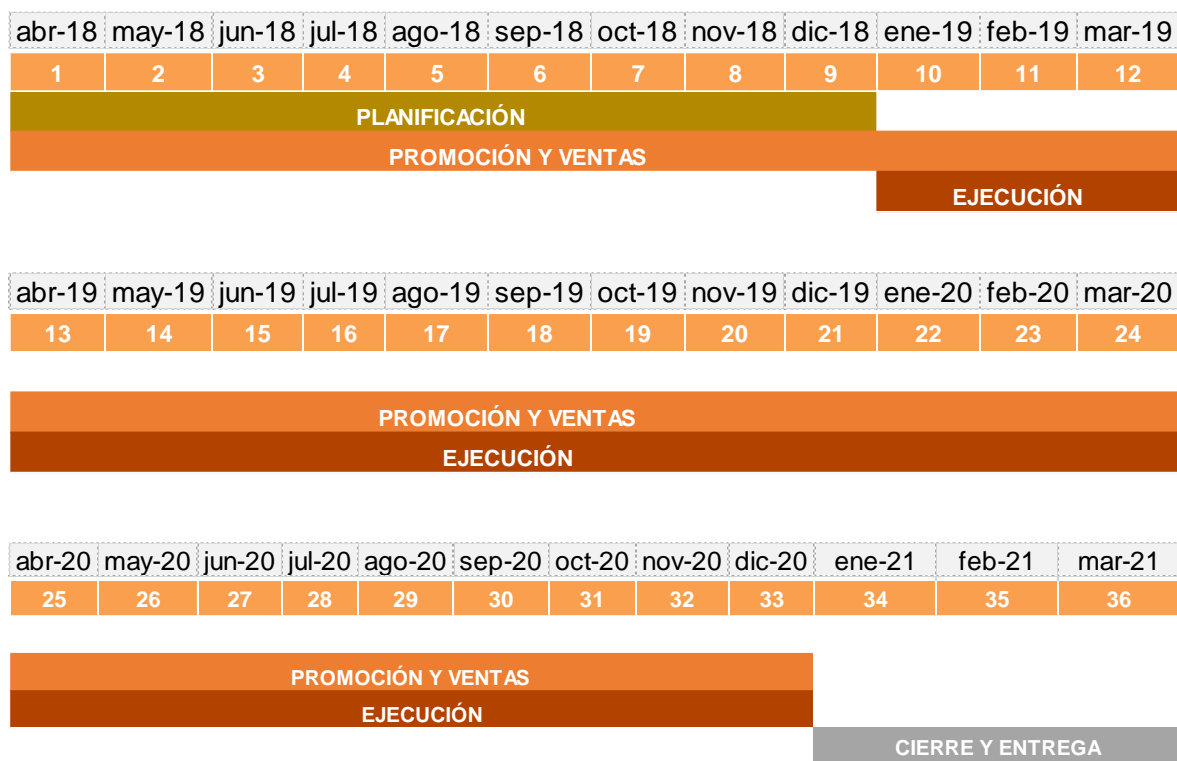 abr-18 may-18 jun-18 jul-18 ago-18 sep-18 oct-18 nov-18 dic-18 ene-19 feb-19 mar-19
1 2 3 4 5 6 7 8 9 10 11 12
PLANIFICACIÓN
PROMOCIÓN Y VENTAS
EJECUCIÓN
abr-19 may-19 jun-19 jul-19 ago-19 sep-19 oct-19 nov-19 dic-19 ene-20 feb-20 mar-20
13 14 15 16 17 18 19 20 21 22 23 24
PROMOCIÓN Y VENTAS
EJECUCIÓN
abr-20 may-20 jun-20 jul-20 ago-20 sep-20 oct-20 nov-20 dic-20 ene-21 feb-21 mar-21
25 26 27 28 29 30 31 32 33 34 35 36
PROMOCIÓN Y VENTAS
EJECUCIÓN
CIERRE Y ENTREGA